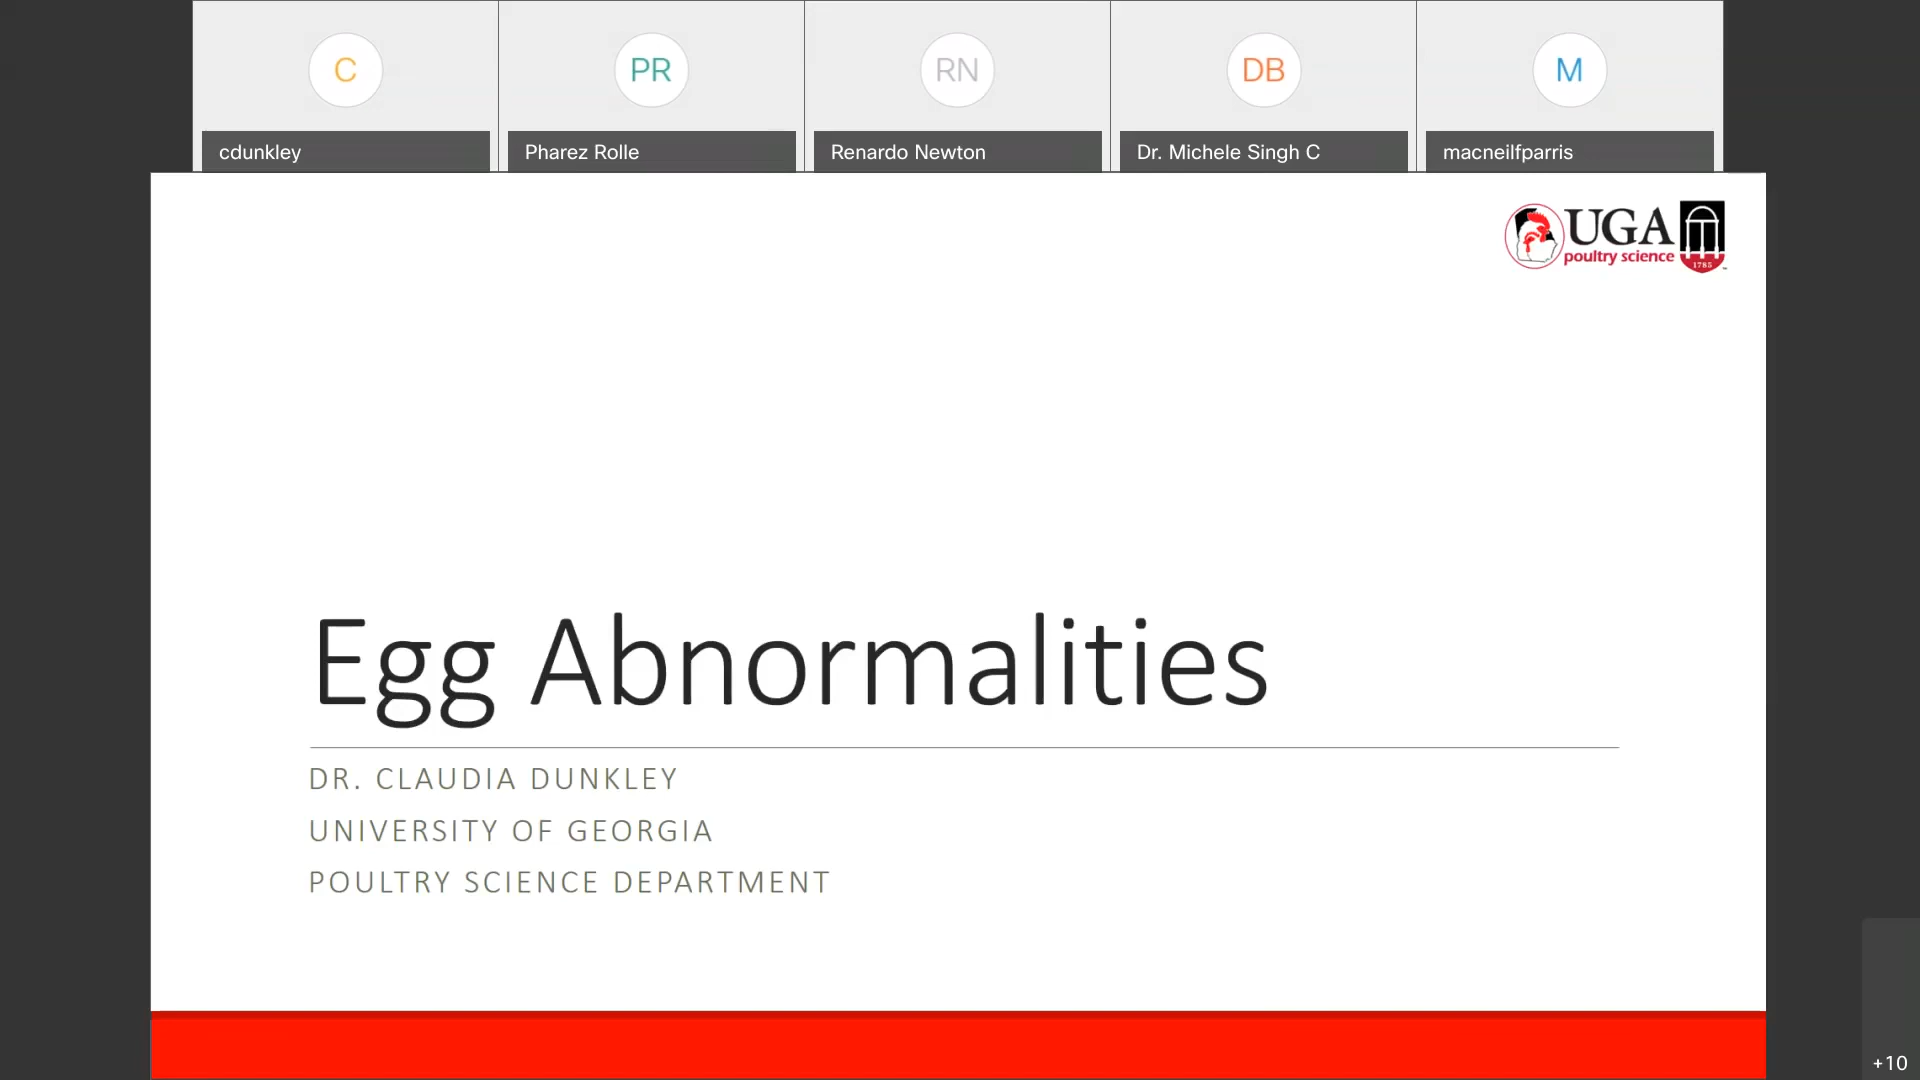 C
PR
RN
DB
M
cdunkley
Pharez Rolle
Renardo Newton
Dr. Michele Singh C
macneilfparris
UGA
poultry science
1785
Egg Abnormalities
DR. CLAUDIA DUNKLEY
UNIVERSITY OF GEORGIA
POULTRY SCIENCE DEPARTMENT
+10